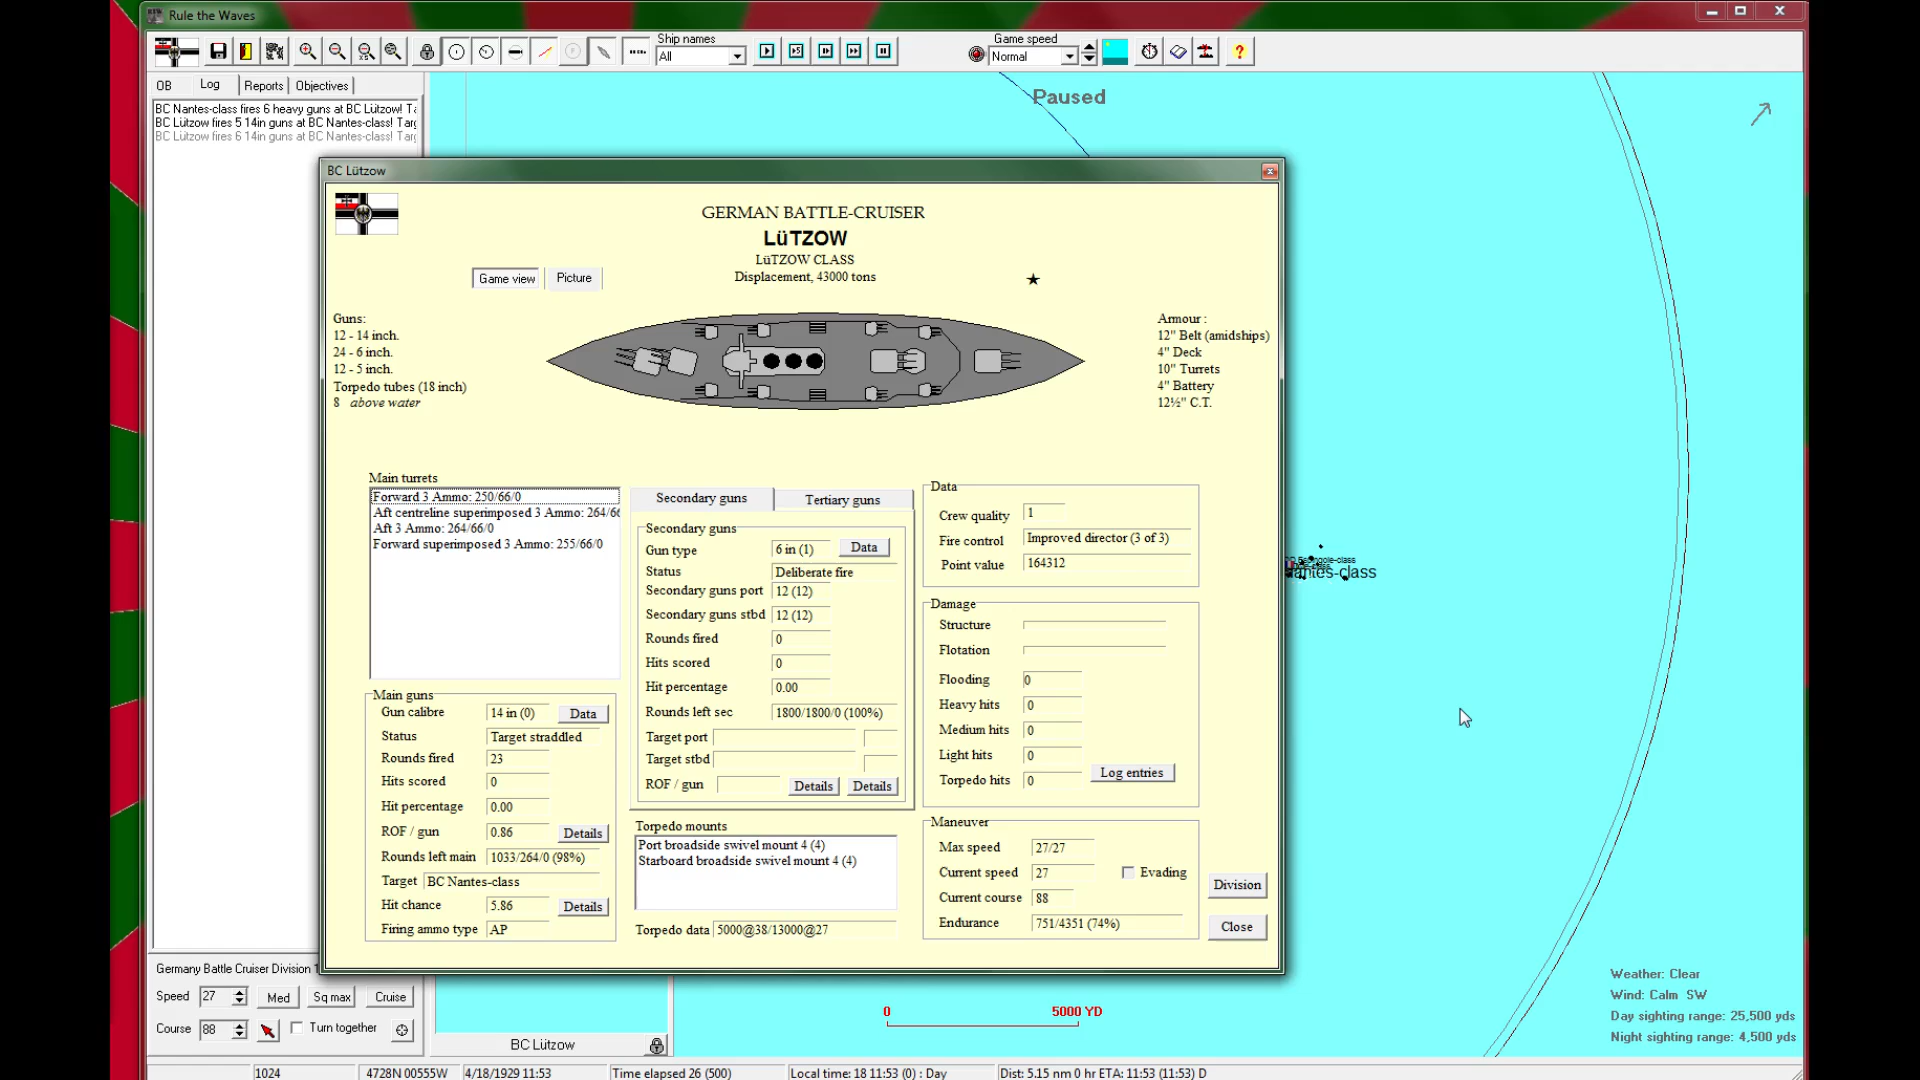 Rule the Waves
Ship names
All
Game speed
Normal
OB
Log
Reports
Objectives
BC Nantes-class fires 6 heavy guns at BC Lützow!
BC Lützow fires 5 14in guns at BC Nantes-class!
BC Lützow fires 6 14in guns at BC Nantes-class!
Paused
BC Lützow
GERMAN BATTLE-CRUISER
LüTZOW
LüTZOW CLASS
Displacement, 43000 tons
Game view
Picture
★
Guns:
12 - 14 inch.
24 - 6 inch.
12 - 5 inch.
Torpedo tubes (18 inch)
8 above water
Armour :
12" Belt (amidships)
4" Deck
10" Turrets
4" Battery
12½" C.T.
Main turrets
Forward 3 Ammo: 250/66/0
Aft centreline superimposed 3 Ammo: 264/66
Aft 3 Ammo: 264/66/0
Forward superimposed 3 Ammo: 255/66/0
Main guns
Gun calibre 14 in (0) Data
Status Target straddled
Rounds fired 23
Hits scored 0
Hit percentage 0.00
ROF / gun 0.86 Details
Rounds left main 1033/264/0 (98%)
Target BC Nantes-class
Hit chance 5.86 Details
Firing ammo type AP
Secondary guns
Tertiary guns
Secondary guns
Gun type 6 in (1) Data
Status Deliberate fire
Secondary guns port 12 (12)
Secondary guns stbd 12 (12)
Rounds fired 0
Hits scored 0
Hit percentage 0.00
Rounds left sec 1800/1800/0 (100%)
Target port
Target stbd
ROF / gun Details Details
Torpedo mounts
Port broadside swivel mount 4 (4)
Starboard broadside swivel mount 4 (4)
Torpedo data 5000@38/13000@27
Data
Crew quality 1
Fire control Improved director (3 of 3)
Point value 164312
Damage
Structure
Flotation
Flooding 0
Heavy hits 0
Medium hits 0
Light hits 0
Torpedo hits 0
Log entries
Maneuver
Max speed 27/27
Current speed 27
Evading
Current course 88
Endurance 751/4351 (74%)
Division
Close
Nantes-class
Germany Battle Cruiser Division 1
Speed 27 Med Sq max Cruise
Course 88 Turn together
BC Lützow
0 5000 YD
Weather: Clear
Wind: Calm SW
Day sighting range: 25,500 yds
Night sighting range: 4,500 yds
1024
4728N 00555W
4/18/1929 11:53
Time elapsed 26 (500)
Local time: 18 11:53 (0) : Day
Dist: 5.15 nm 0 hr ETA: 11:53 (11:53) D